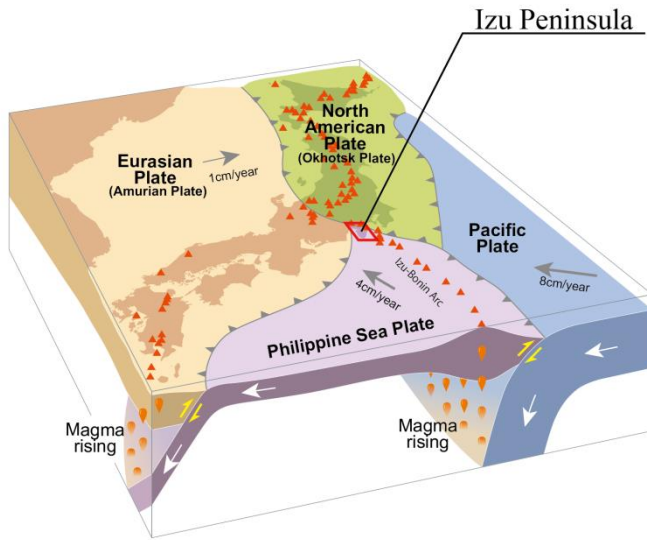 Izu Peninsula
North
American
Plate
(Okhotsk Plate)
Eurasian
Plate
(Amurian Plate)
1cm/year
Pacific
Plate
8cm/year
Izu-Bonin Arc
4cm/year
Philippine Sea Plate
Magma
rising
Magma
rising